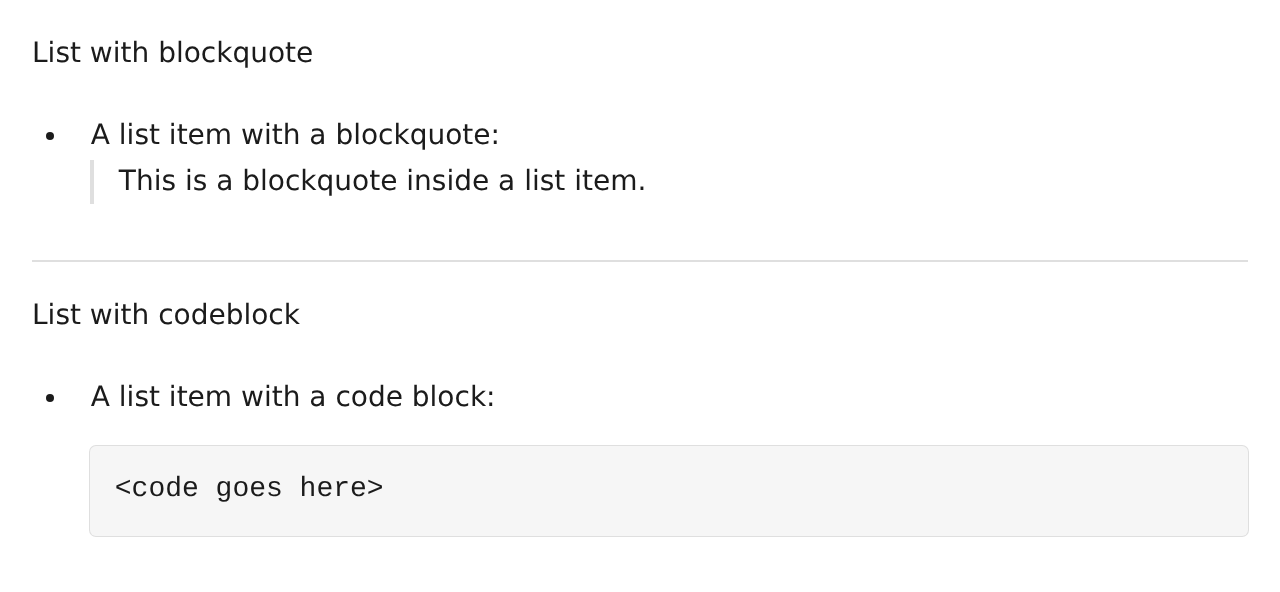 List with blockquote
• A list item with a blockquote:
This is a blockquote inside a list item.
List with codeblock
• A list item with a code block:
<code goes here>